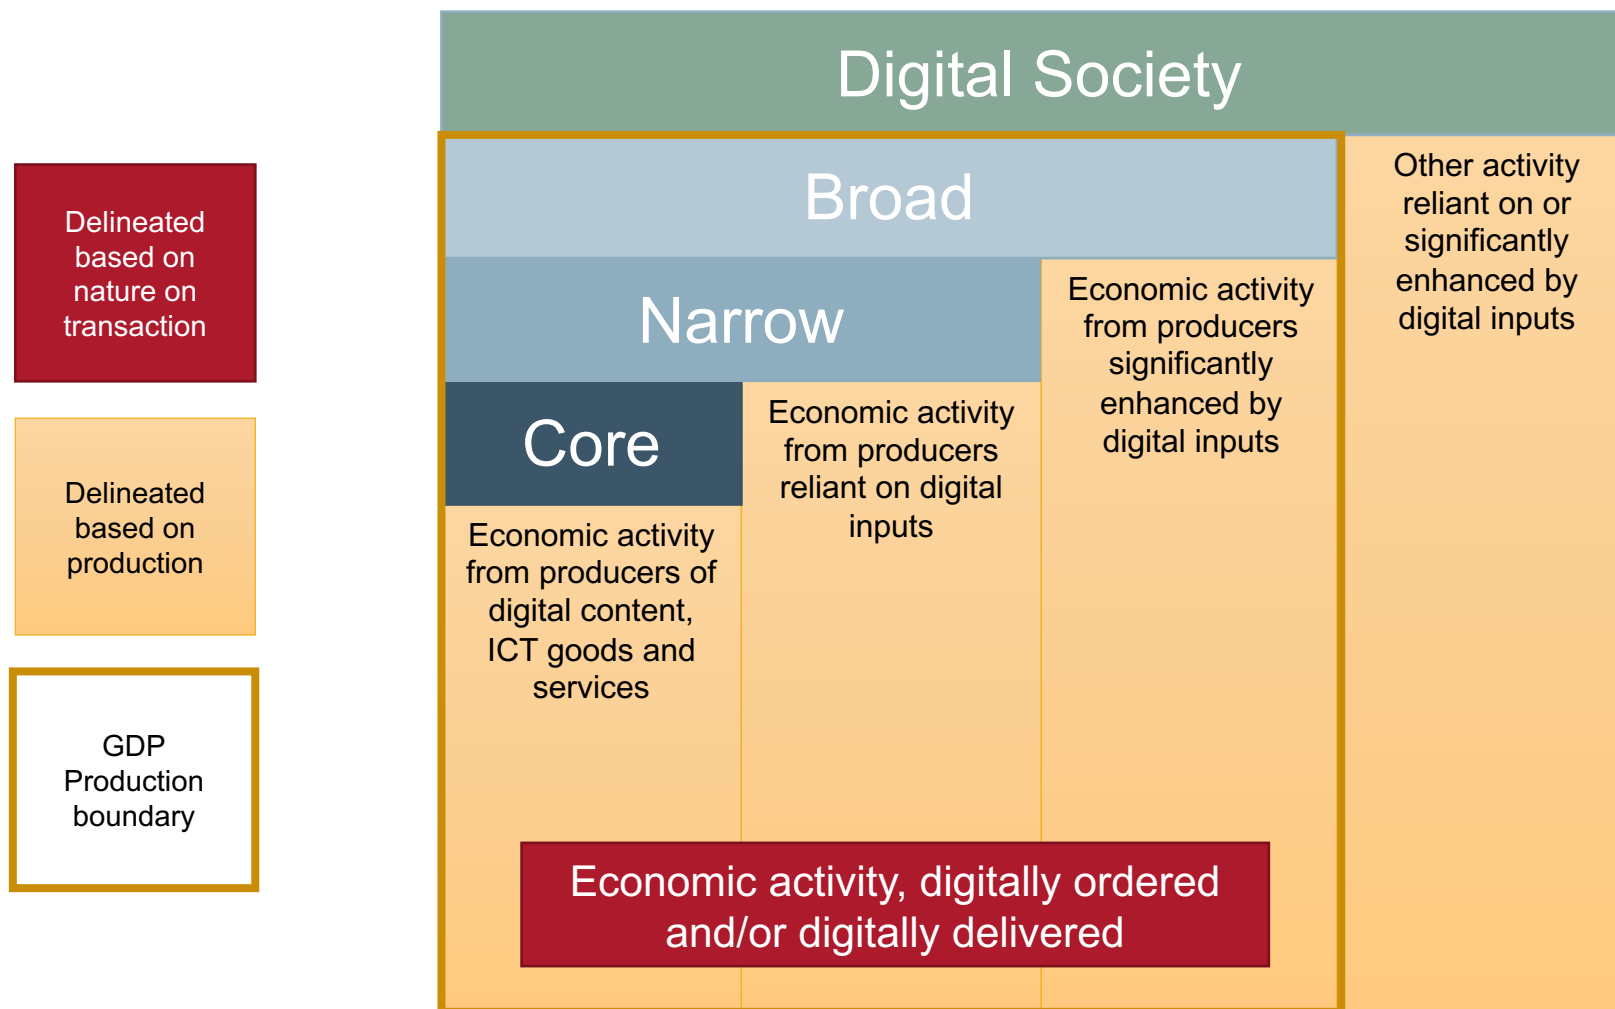 Digital Society
Broad
Narrow
Core
Delineated
based on
nature on
transaction
Delineated
based on
production
GDP
Production
boundary
Economic activity
from producers of
digital content,
ICT goods and
services
Economic activity
from producers
reliant on digital
inputs
Economic activity
from producers
significantly
enhanced by
digital inputs
Other activity
reliant on or
significantly
enhanced by
digital inputs
Economic activity, digitally ordered
and/or digitally delivered